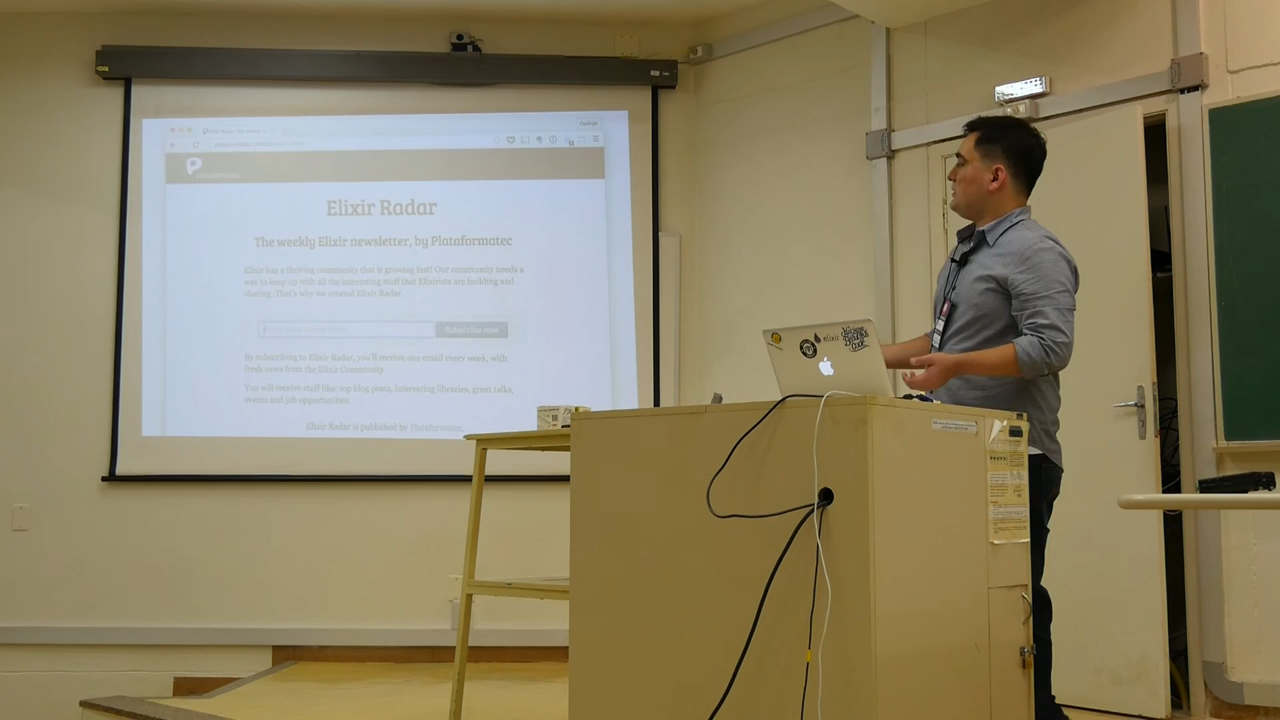 George
Elixir Radar
The weekly Elixir newsletter, by Plataformatec
Elixir has a thriving community that is growing fast! Our community needs a
way to keep up with all the interesting stuff that Elixirists are building and
sharing. That's why we created Elixir Radar.
Subscribe now
By subscribing to Elixir Radar, you'll receive one email every week, with
fresh news from the Elixir Community.
You will receive stuff like: top blog posts, interesting libraries, great talks,
events and job opportunities.
Elixir Radar is published by Plataformatec.
elixir